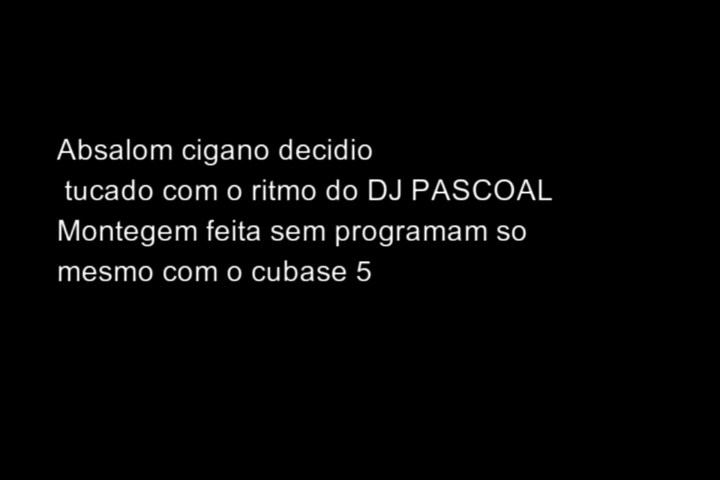 Absalom cigano decidio
tucado com o ritmo do DJ PASCOAL
Montegem feita sem programam so
mesmo com o cubase 5